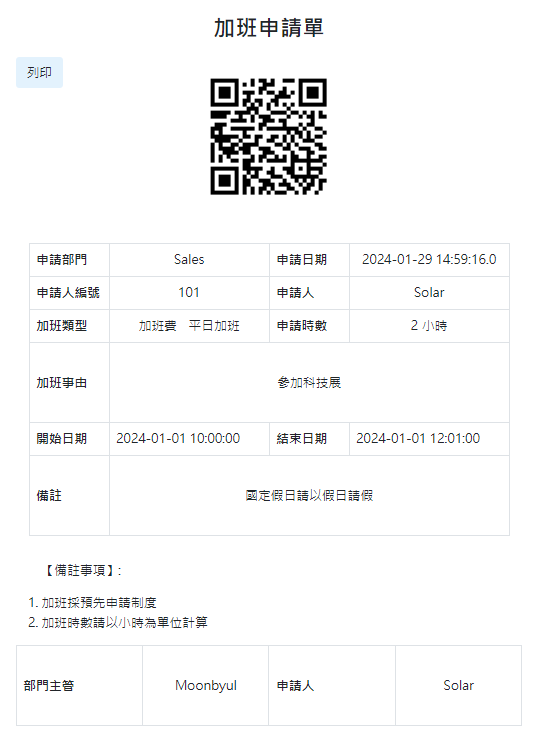 加班申請單
列印
申請部門 Sales 申請日期 2024-01-29 14:59:16.0
申請人編號 101 申請人 Solar
加班類型 加班費 平日加班 申請時數 2 小時
加班事由 參加科技展
開始日期 2024-01-01 10:00:00 結束日期 2024-01-01 12:01:00
備註 國定假日請以假日請假
【備註事項】:
1. 加班採預先申請制度
2. 加班時數請以小時為單位計算
部門主管 Moonbyul 申請人 Solar